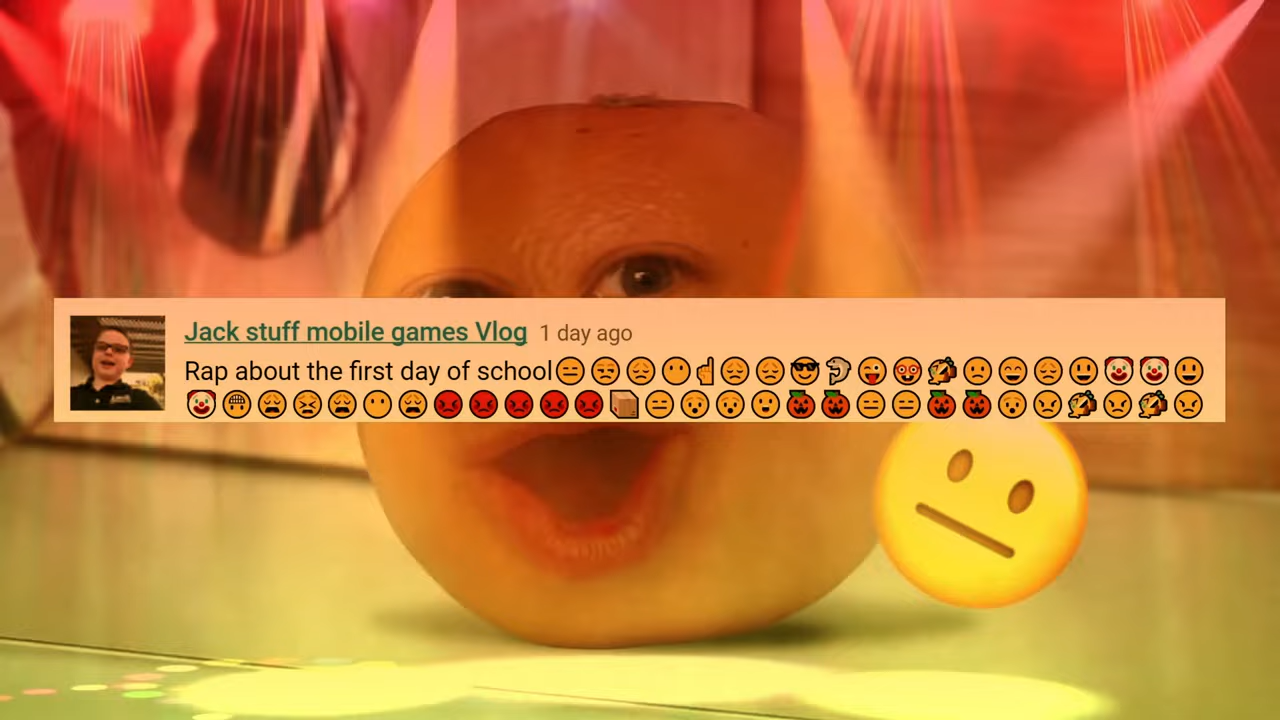 Jack stuff mobile games Vlog 1 day ago
Rap about the first day of school😑😒😞😶☝😞😞😎🐬😜🤪🎲🙁😄😞😃🤡🤡😀
🤡😩😫😩😶😩😡😡😡😡😡📦😑😮😮😗🎃🎃😑😑🎃🎃😮😠😠😠